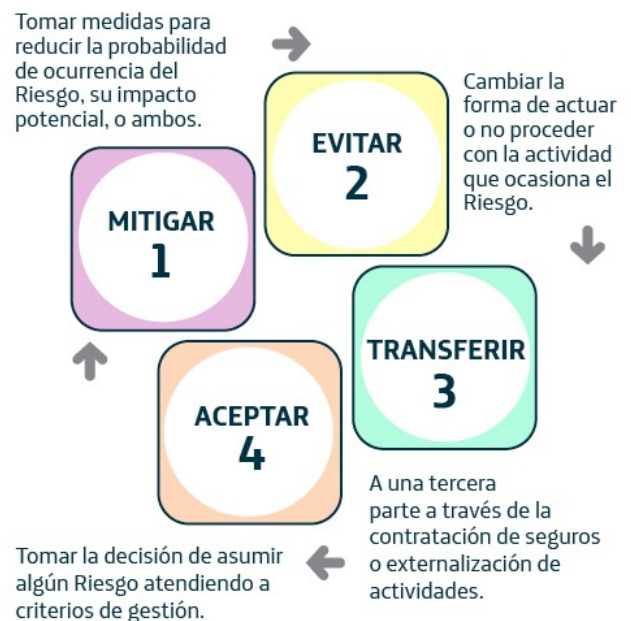 Tomar medidas para
reducir la probabilidad
de ocurrencia del
Riesgo, su impacto
potencial, o ambos.
MITIGAR
1
EVITAR
2
Cambiar la
forma de actuar
o no proceder
con la actividad
que ocasiona el
Riesgo.
TRANSFERIR
3
A una tercera
parte a través de la
contratación de seguros
o externalización de
actividades.
ACEPTAR
4
Tomar la decisión de asumir
algún Riesgo atendiendo a
criterios de gestión.